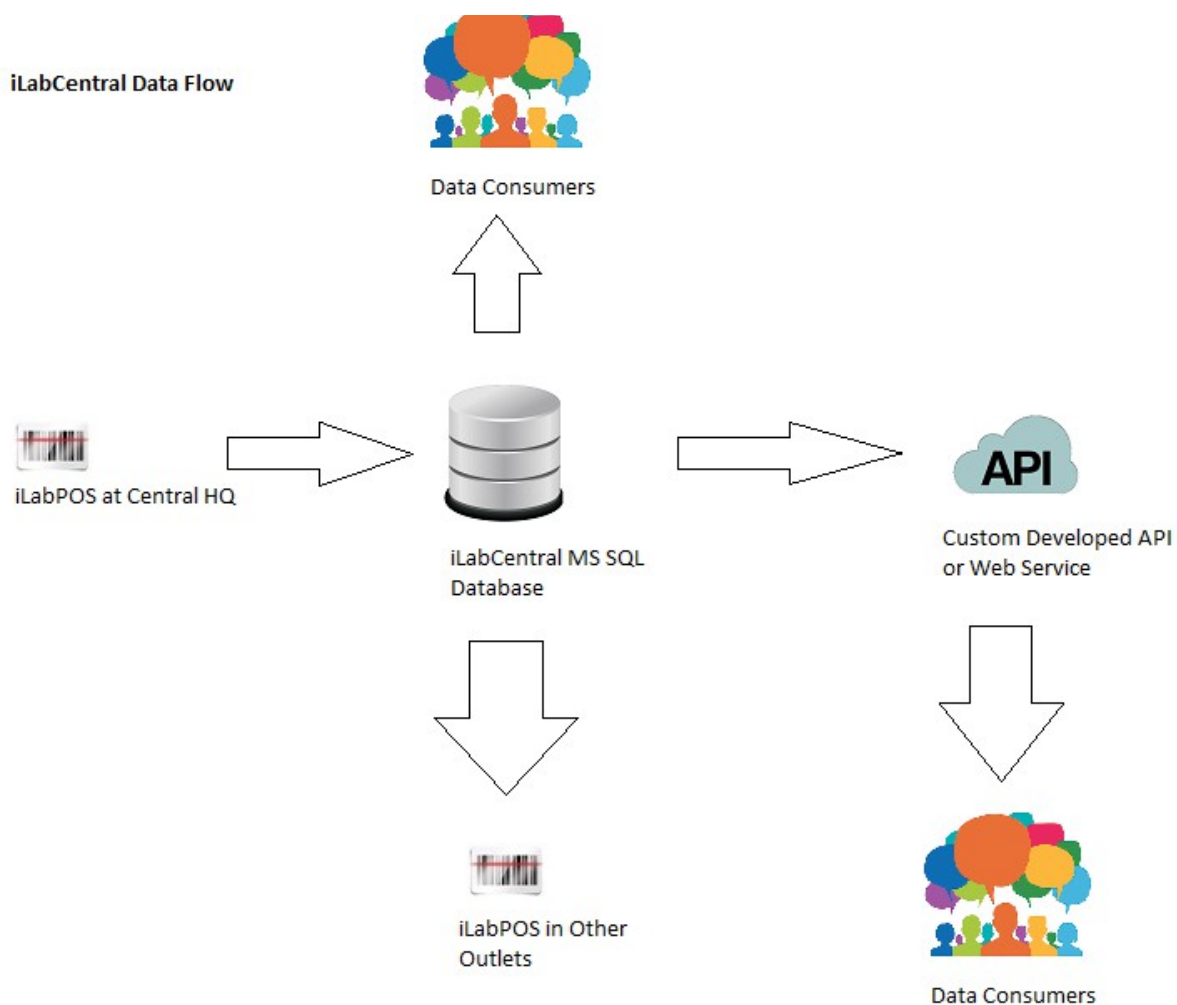 iLabCentral Data Flow
Data Consumers
iLabPOS at Central HQ
iLabCentral MS SQL
Database
API
Custom Developed API
or Web Service
iLabPOS in Other
Outlets
Data Consumers